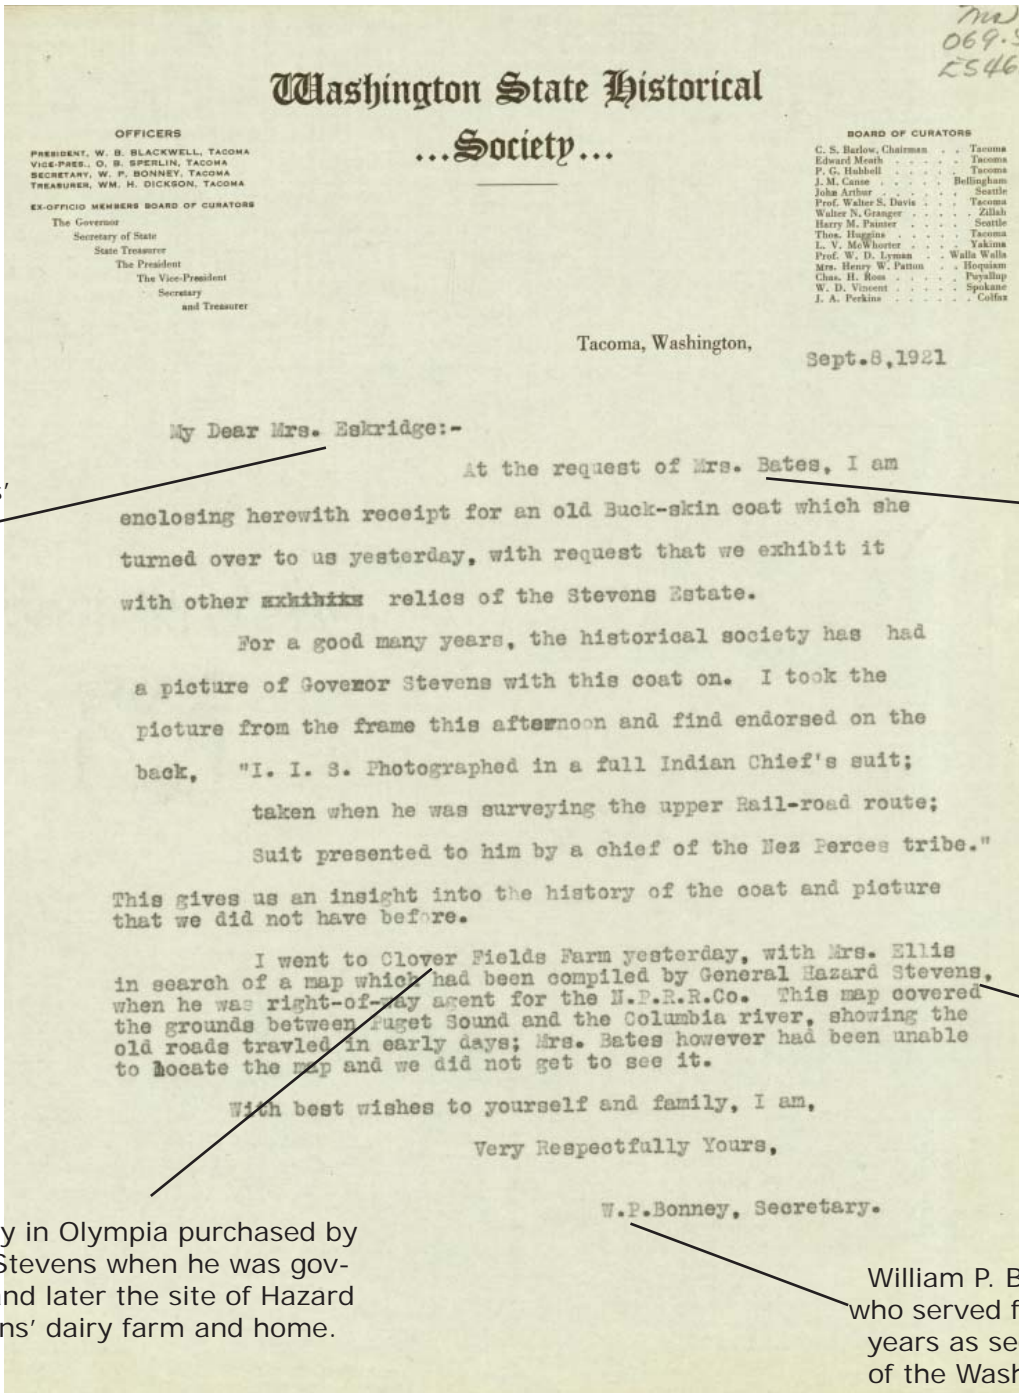 Ms
069.
ES46
Washington State Historical
...Society...
OFFICERS
PRESIDENT, W. B. BLACKWELL, TACOMA
VICE-PRES., O. B. SPERLIN, TACOMA
SECRETARY, W. P. BONNEY, TACOMA
TREASURER, WM. H. DICKSON, TACOMA
EX-OFFICIO MEMBERS BOARD OF CURATORS
The Governor
Secretary of State
State Treasurer
The President
The Vice-President
Secretary
and Treasurer
BOARD OF CURATORS
C. S. Barlow, Chairman . . Tacoma
Edward Meath . . . . . Tacoma
P. G. Hubbell . . . . . Tacoma
J. M. Canse . . . . . Bellingham
John Arthur . . . . . Seattle
Prof. Walter S. Davis . . . Tacoma
Walter N. Granger . . . . Zillah
Harry M. Painter . . . . Seattle
Thos. Huggins . . . . . Tacoma
L. V. McWhorter . . . . Yakima
Prof. W. D. Lyman . . Walla Walla
Mrs. Henry W. Patton . . Hoquiam
Chas. H. Ross . . . . . Puyallup
W. D. Vincent . . . . . Spokane
J. A. Perkins . . . . . . Colfax
Tacoma, Washington, Sept.8,1921
My Dear Mrs. Eskridge:-
At the request of Mrs. Bates, I am
enclosing herewith receipt for an old Buck-skin coat which she
turned over to us yesterday, with request that we exhibit it
with other exhibits relics of the Stevens Estate.
For a good many years, the historical society has had
a picture of Govenor Stevens with this coat on. I took the
picture from the frame this afternoon and find endorsed on the
back, "I. I. S. Photographed in a full Indian Chief's suit;
taken when he was surveying the upper Rail-road route;
Suit presented to him by a chief of the Nez Perces tribe."
This gives us an insight into the history of the coat and picture
that we did not have before.
I went to Clover Fields Farm yesterday, with Mrs. Ellis
in search of a map which had been compiled by General Hazard Stevens,
when he was right-of-way agent for the N.P.R.R.Co. This map covered
the grounds between Puget Sound and the Columbia river, showing the
old roads travled in early days; Mrs. Bates however had been unable
to locate the map and we did not get to see it.
With best wishes to yourself and family, I am,
Very Respectfully Yours,
W.P.Bonney, Secretary.
y in Olympia purchased by
Stevens when he was gov-
and later the site of Hazard
ns' dairy farm and home.
William P. B
who served f
years as se
of the Wash